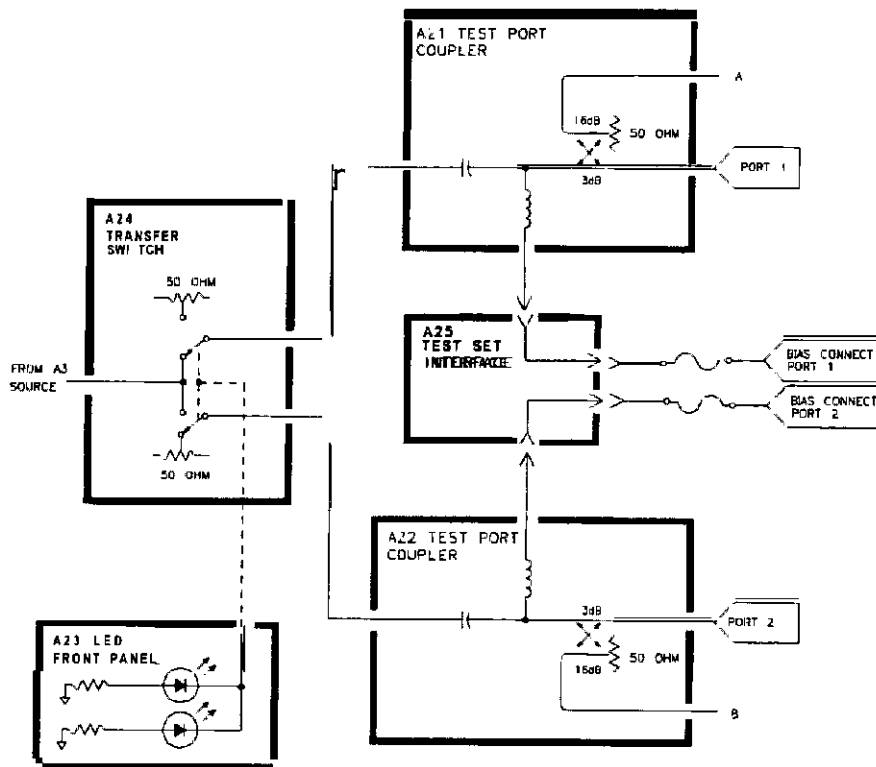 A21 TEST PORT
COUPLER
A
16dB
50 OHM
3dB
PORT 1
A24
TRANSFER
SWITCH
50 OHM
FROM A3
SOURCE
50 OHM
A25
TEST SET
INTERFACE
BIAS CONNECT
PORT 1
BIAS CONNECT
PORT 2
A22 TEST PORT
COUPLER
3dB
PORT 2
50 OHM
16dB
B
A23 LED
FRONT PANEL